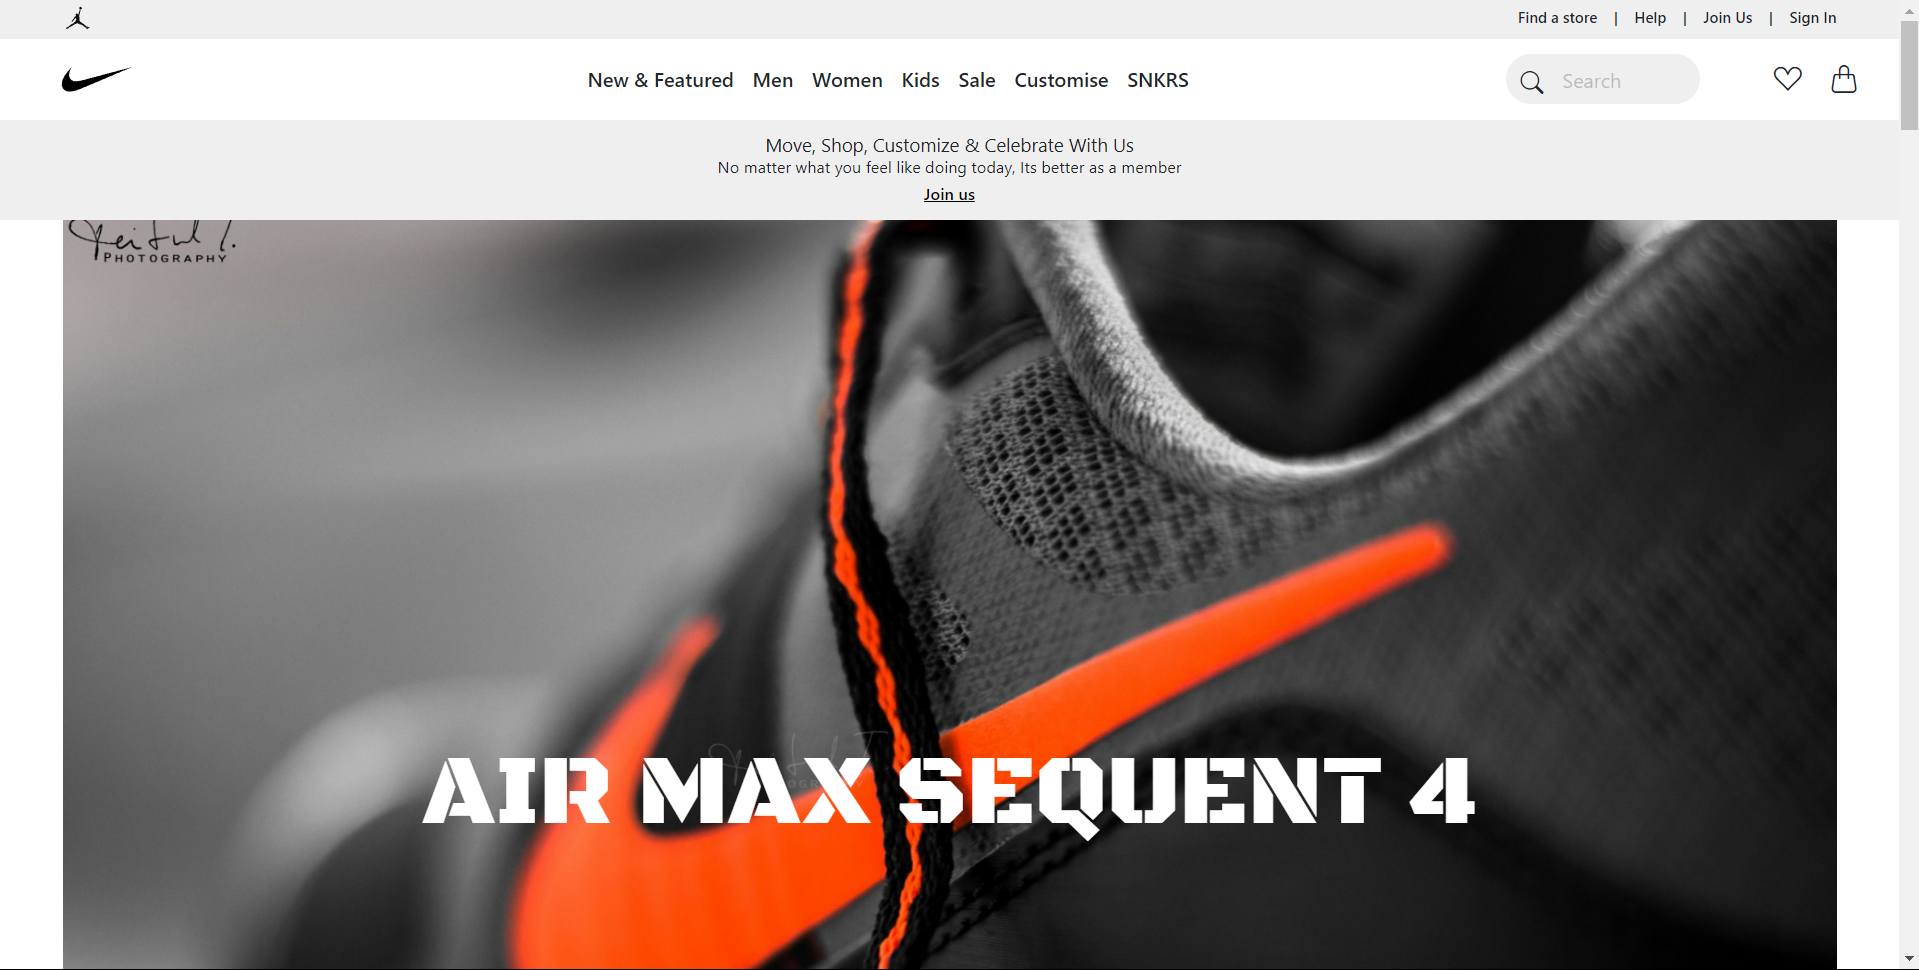 Find a store | Help | Join Us | Sign In
New & Featured Men Women Kids Sale Customise SNKRS
Search
Move, Shop, Customize & Celebrate With Us
No matter what you feel like doing today, Its better as a member
Join us
PHOTOGRAPHY
AIR MAX SEQUENT 4